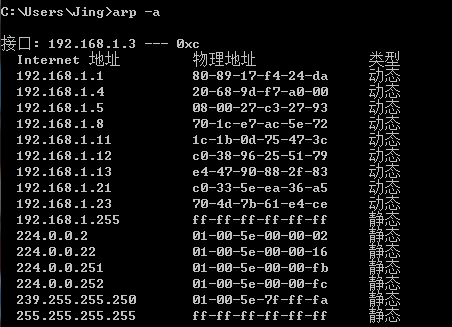 C:\Users\Jing>arp -a
接口: 192.168.1.3 --- 0xc
Internet 地址 物理地址 类型
192.168.1.1 80-89-17-f4-24-da 动态
192.168.1.4 20-68-9d-f7-a0-00 动态
192.168.1.5 08-00-27-c3-27-93 动态
192.168.1.8 70-1c-e7-ac-5e-72 动态
192.168.1.11 1c-1b-0d-75-47-3c 动态
192.168.1.12 c0-38-96-25-51-79 动态
192.168.1.13 e4-47-90-88-2f-83 动态
192.168.1.21 c0-33-5e-ea-36-a5 动态
192.168.1.23 70-4d-7b-61-e4-ce 动态
192.168.1.255 ff-ff-ff-ff-ff-ff 静态
224.0.0.2 01-00-5e-00-00-02 静态
224.0.0.22 01-00-5e-00-00-16 静态
224.0.0.251 01-00-5e-00-00-fb 静态
224.0.0.252 01-00-5e-00-00-fc 静态
239.255.255.250 01-00-5e-7f-ff-fa 静态
255.255.255.255 ff-ff-ff-ff-ff-ff 静态